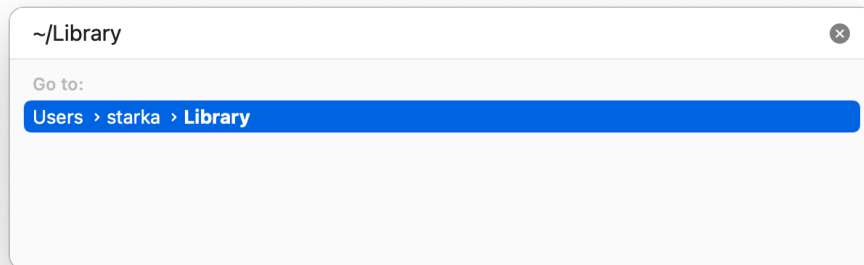 ~/Library
Go to:
Users › starka › Library